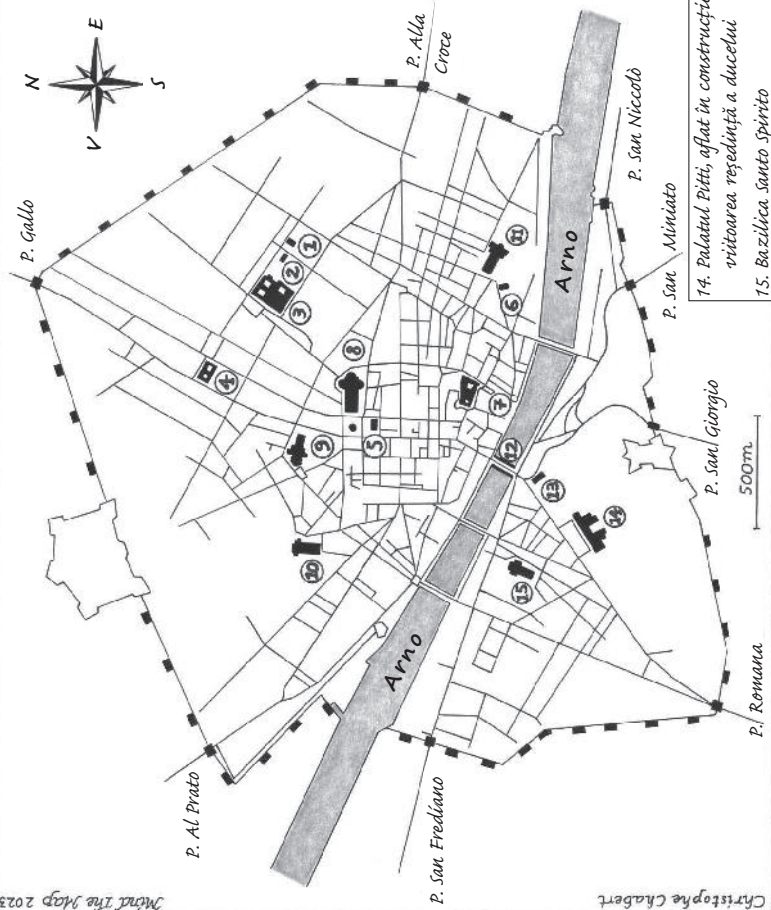 N
V
E
S
P. Gallo
P. Alla
Croce
P. Al Prato
P. San Frediano
P. San Niccolò
P. San Miniato
P. San Giorgio
P. Romana
Arno
Arno
1
2
3
4
5
6
7
8
9
10
11
12
13
14
15
500m
14. Palatul Pitti, aflat în construcție
viitoarea reședință a ducelui
15. Bazilica Santo Spirito
Christophe Chabert
Mind The Map 2023